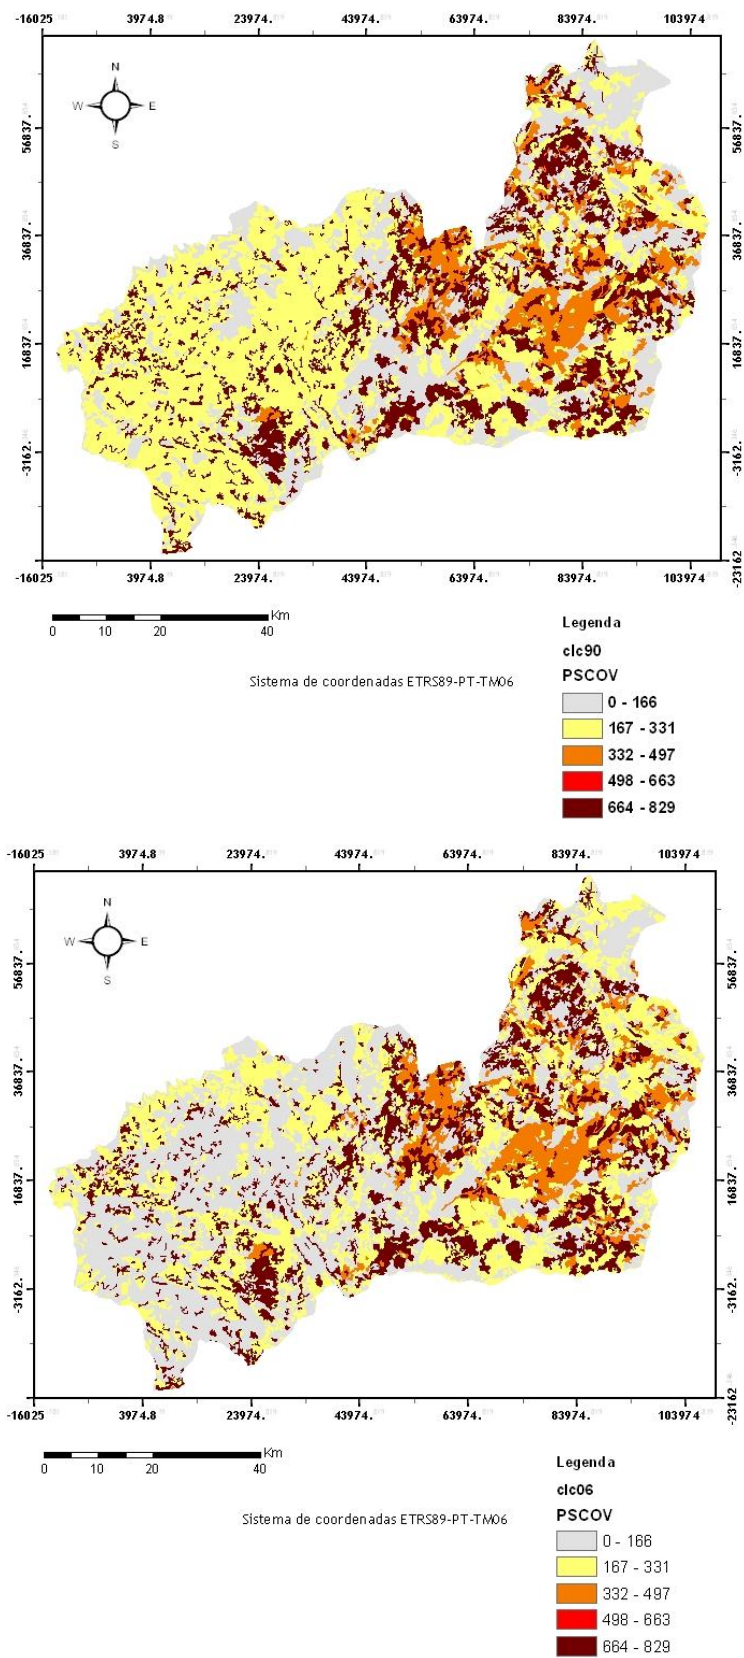 -16025 3974.8 23974. 43974. 63974. 83974. 103974
N
W E
S
56837.
36837.
16837.
-3162.
-23162
-16025 3974.8 23974. 43974. 63974. 83974. 103974
Km
0 10 20 40
Sistema de coordenadas ETRS89-PT-TM06
Legenda
clc90
PSCOV
0 - 166
167 - 331
332 - 497
498 - 663
664 - 829
-16025 3974.8 23974. 43974. 63974. 83974. 103974
N
W E
S
56837.
36837.
16837.
-3162.
-23162
-16025 3974.8 23974. 43974. 63974. 83974. 103974
Km
0 10 20 40
Sistema de coordenadas ETRS89-PT-TM06
Legenda
clc06
PSCOV
0 - 166
167 - 331
332 - 497
498 - 663
664 - 829